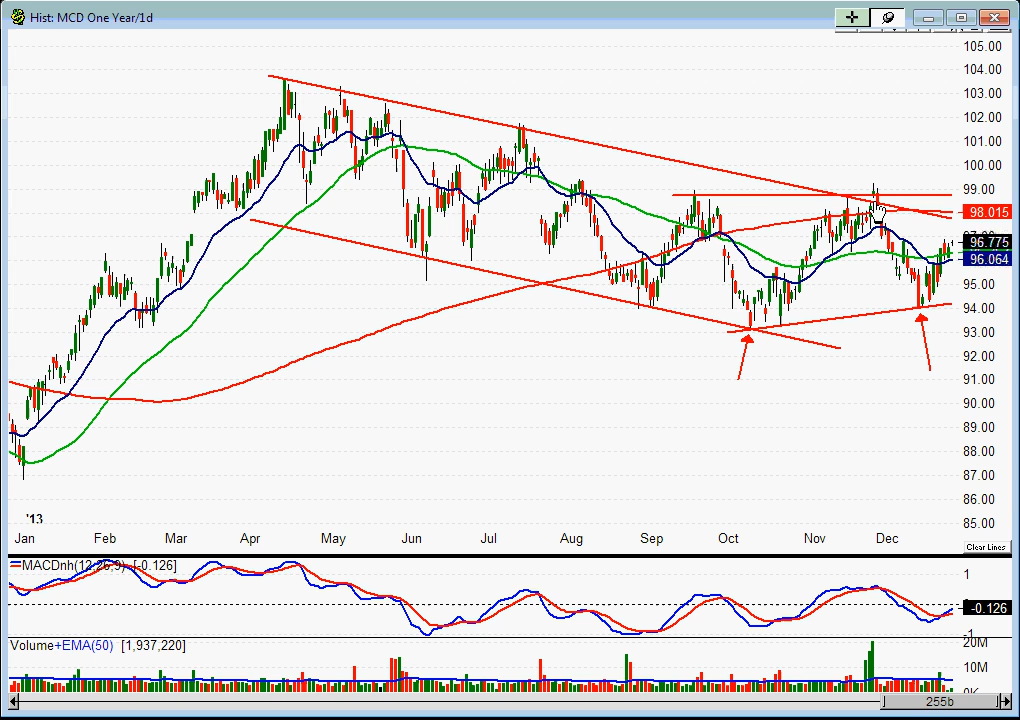 Hist: MCD One Year/1d
105.00
104.00
103.00
102.00
101.00
100.00
99.00
98.015
96.775
96.064
95.00
94.00
93.00
92.00
91.00
90.00
89.00
88.00
87.00
86.00
85.00
'13
Jan Feb Mar Apr May Jun Jul Aug Sep Oct Nov Dec
Clear Lines
MACDnh(12,26,9) [-0.126]
1
-0.126
-1
Volume+EMA(50) [1,937,220]
20M
10M
0K
255b